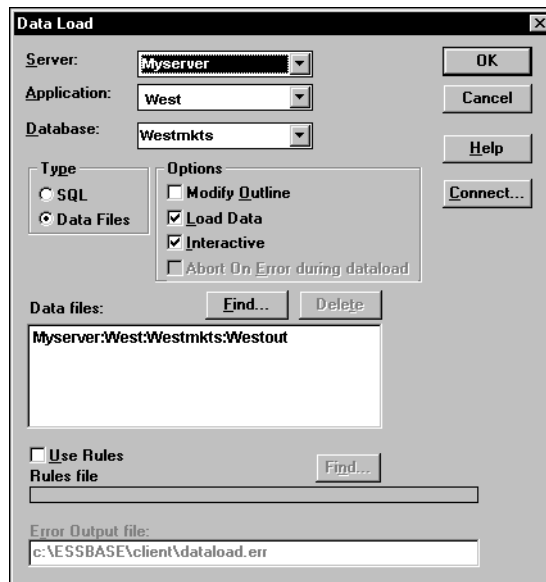 Data Load
Server: Myserver
OK
Application: West
Cancel
Database: Westmkts
Help
Type
SQL
Data Files
Options
Modify Outline
Load Data
Interactive
Abort On Error during dataload
Connect...
Data files:
Find...
Delete
Myserver:West:Westmkts:Westout
Use Rules
Find...
Rules file
Error Output file:
c:\ESSBASE\client\dataload.err